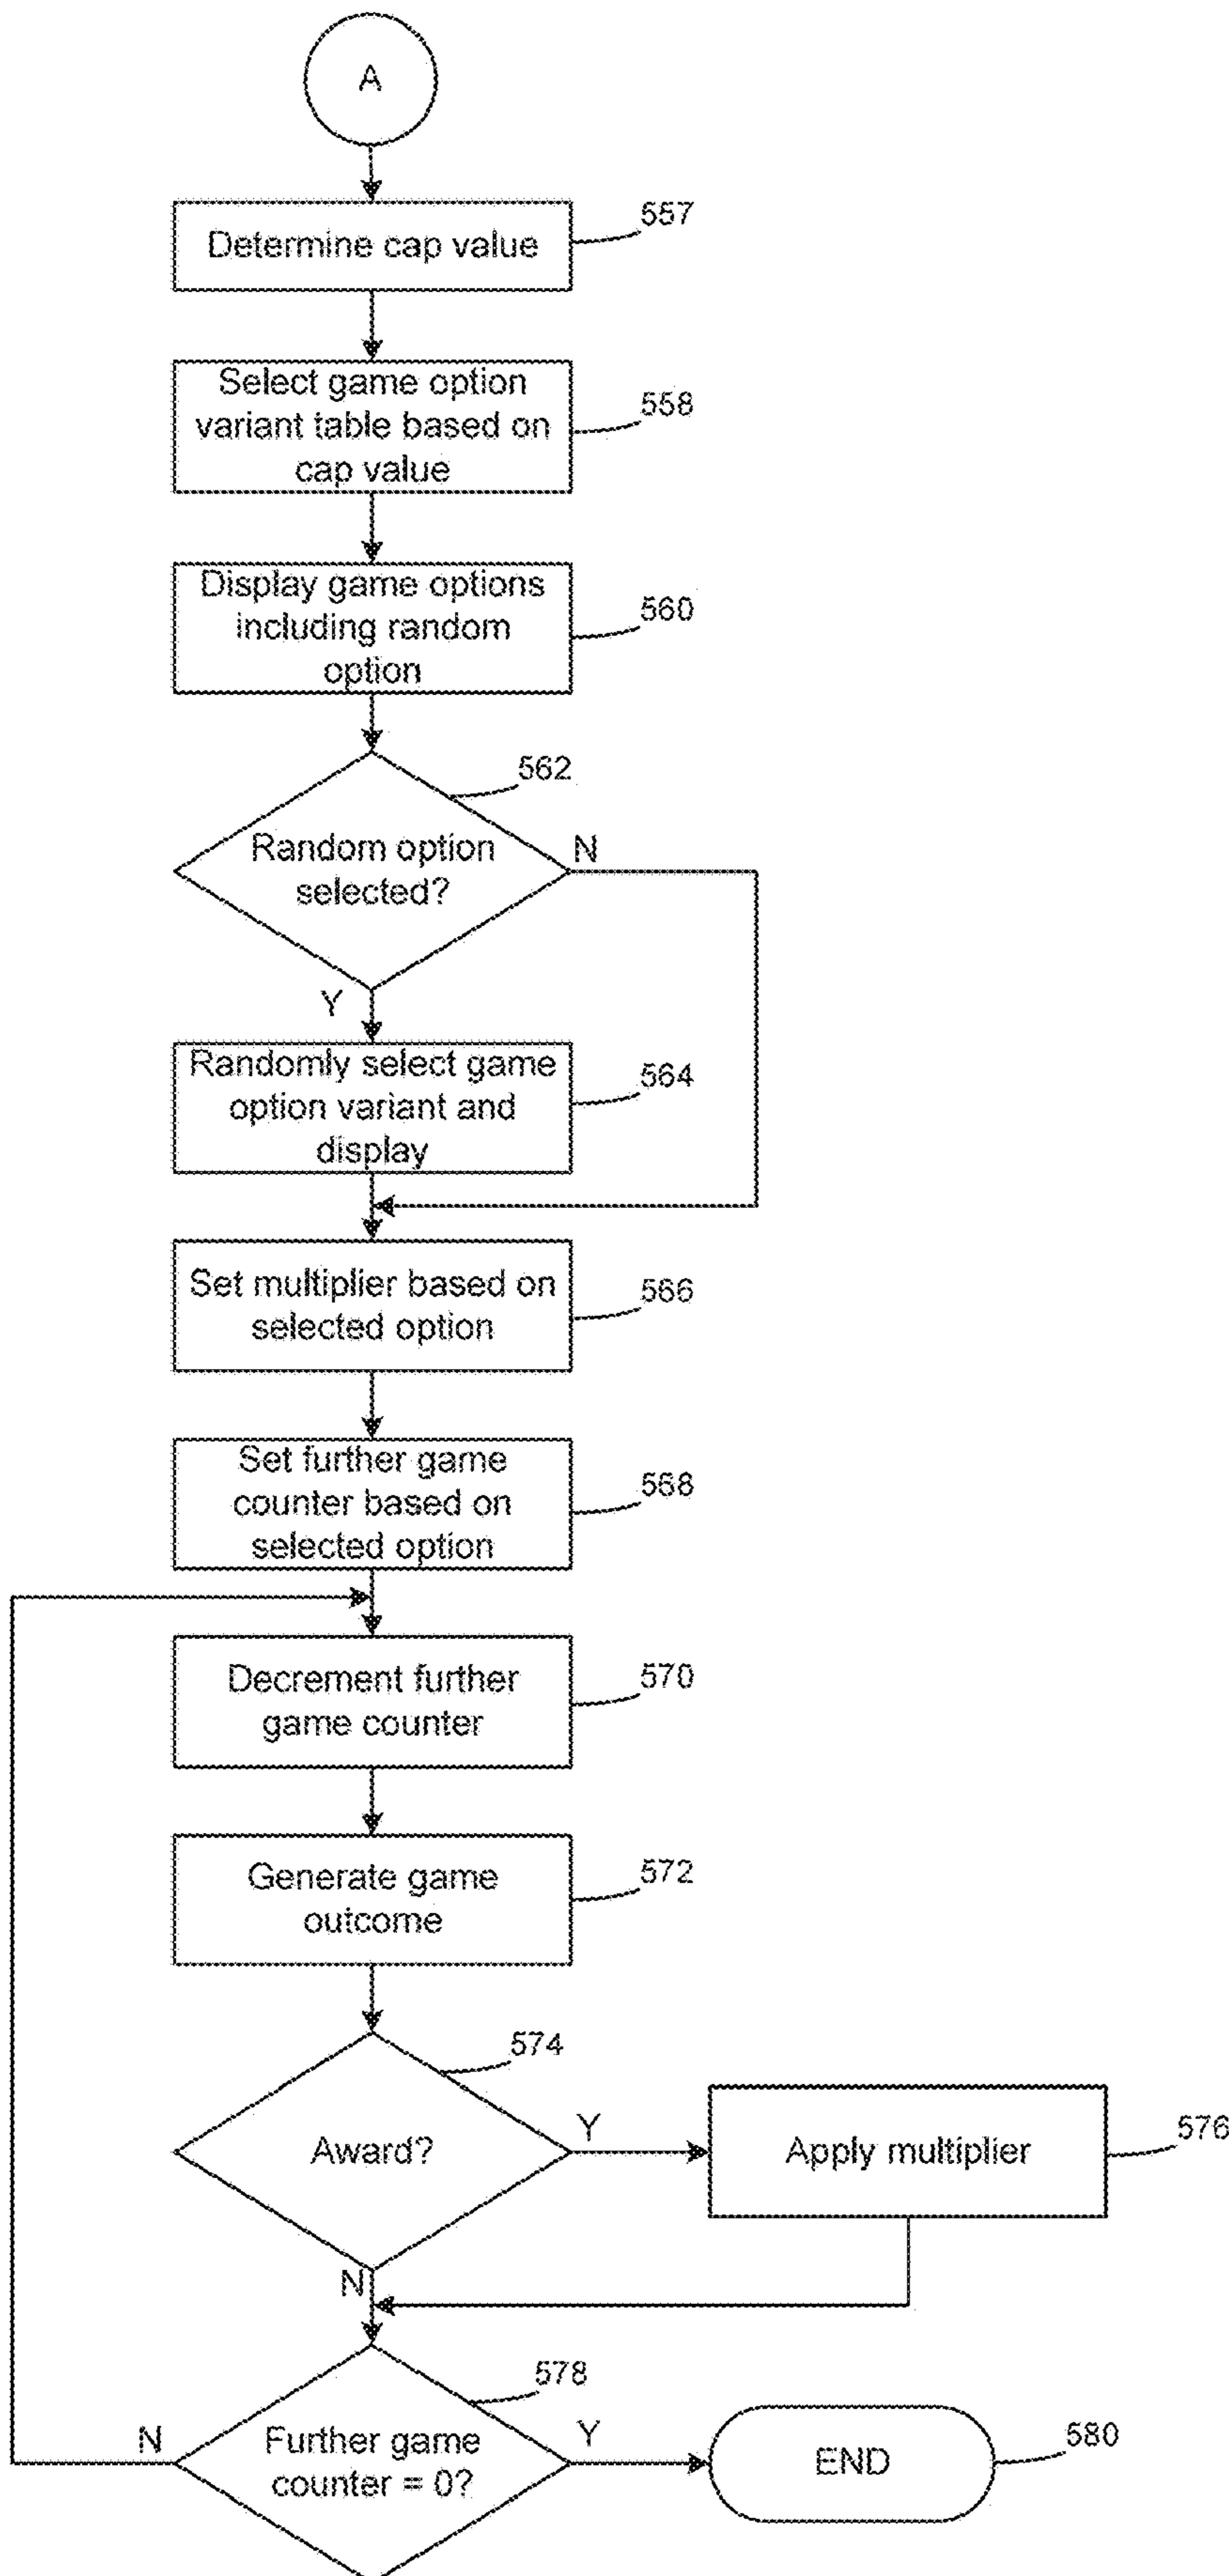 A
Determine cap value
557
Select game option
variant table based on
cap value
558
Display game options
including random
option
560
562
Random option
selected?
N
Y
Randomly select game
option variant and
display
564
Set multiplier based on
selected option
566
Set further game
counter based on
selected option
568
Decrement further
game counter
570
Generate game
outcome
572
574
Award?
Y
Apply multiplier
576
N
578
Further game
counter = 0?
N
Y
END
580